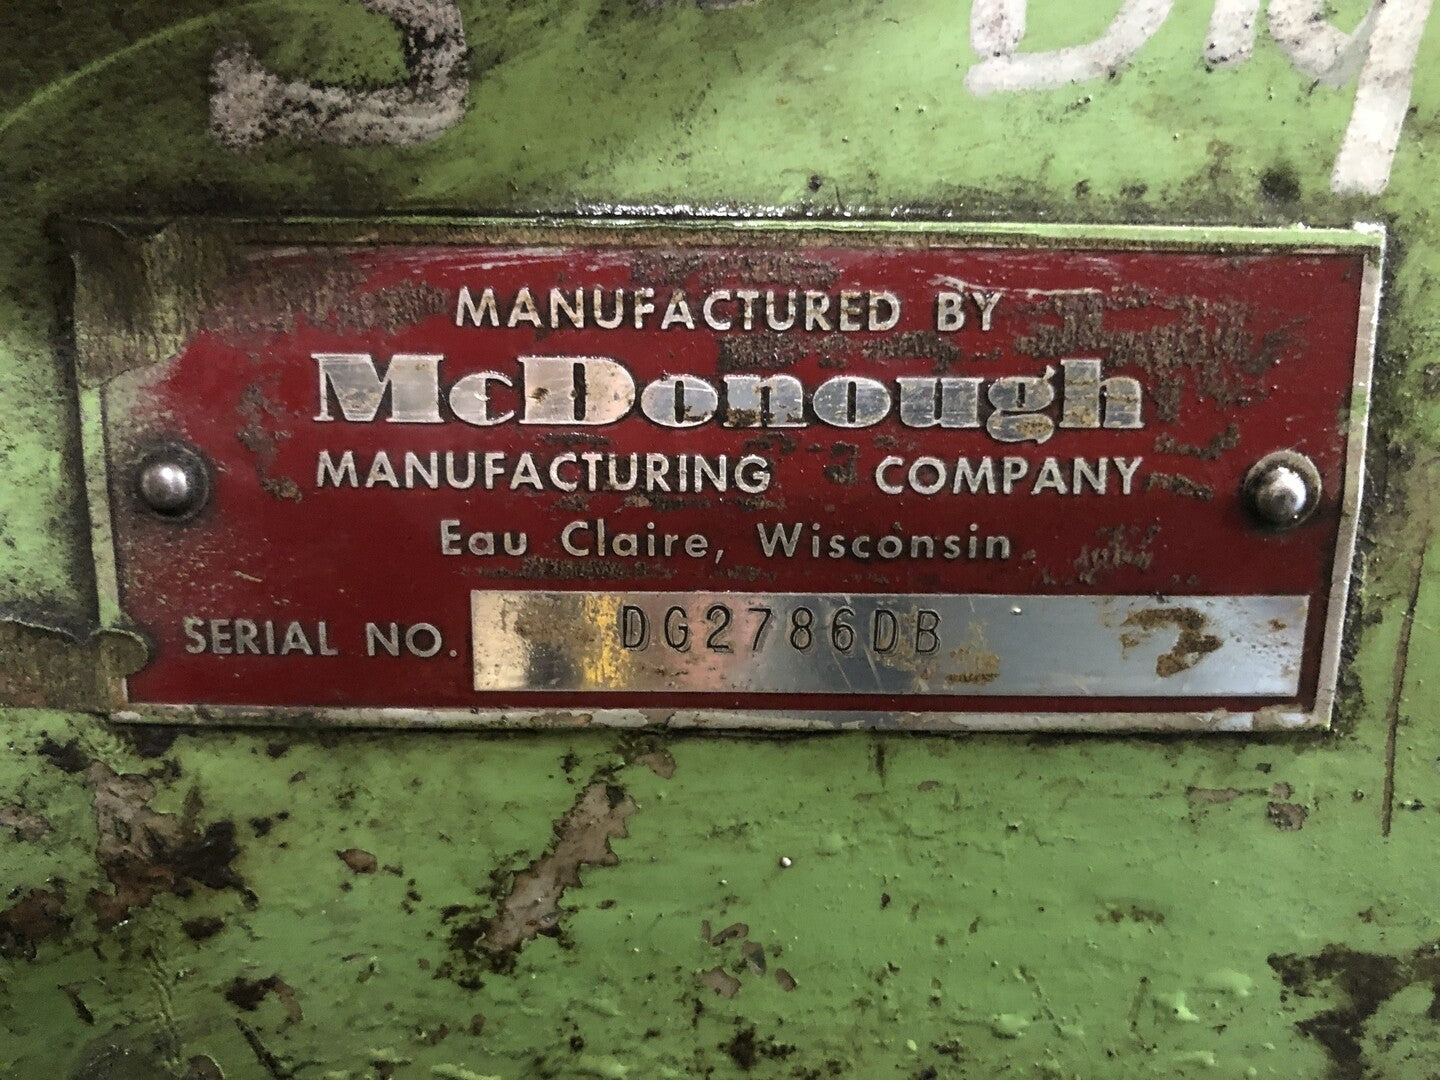 MANUFACTURED BY
McDonough
MANUFACTURING COMPANY
Eau Claire, Wisconsin
SERIAL NO. DG2786DB